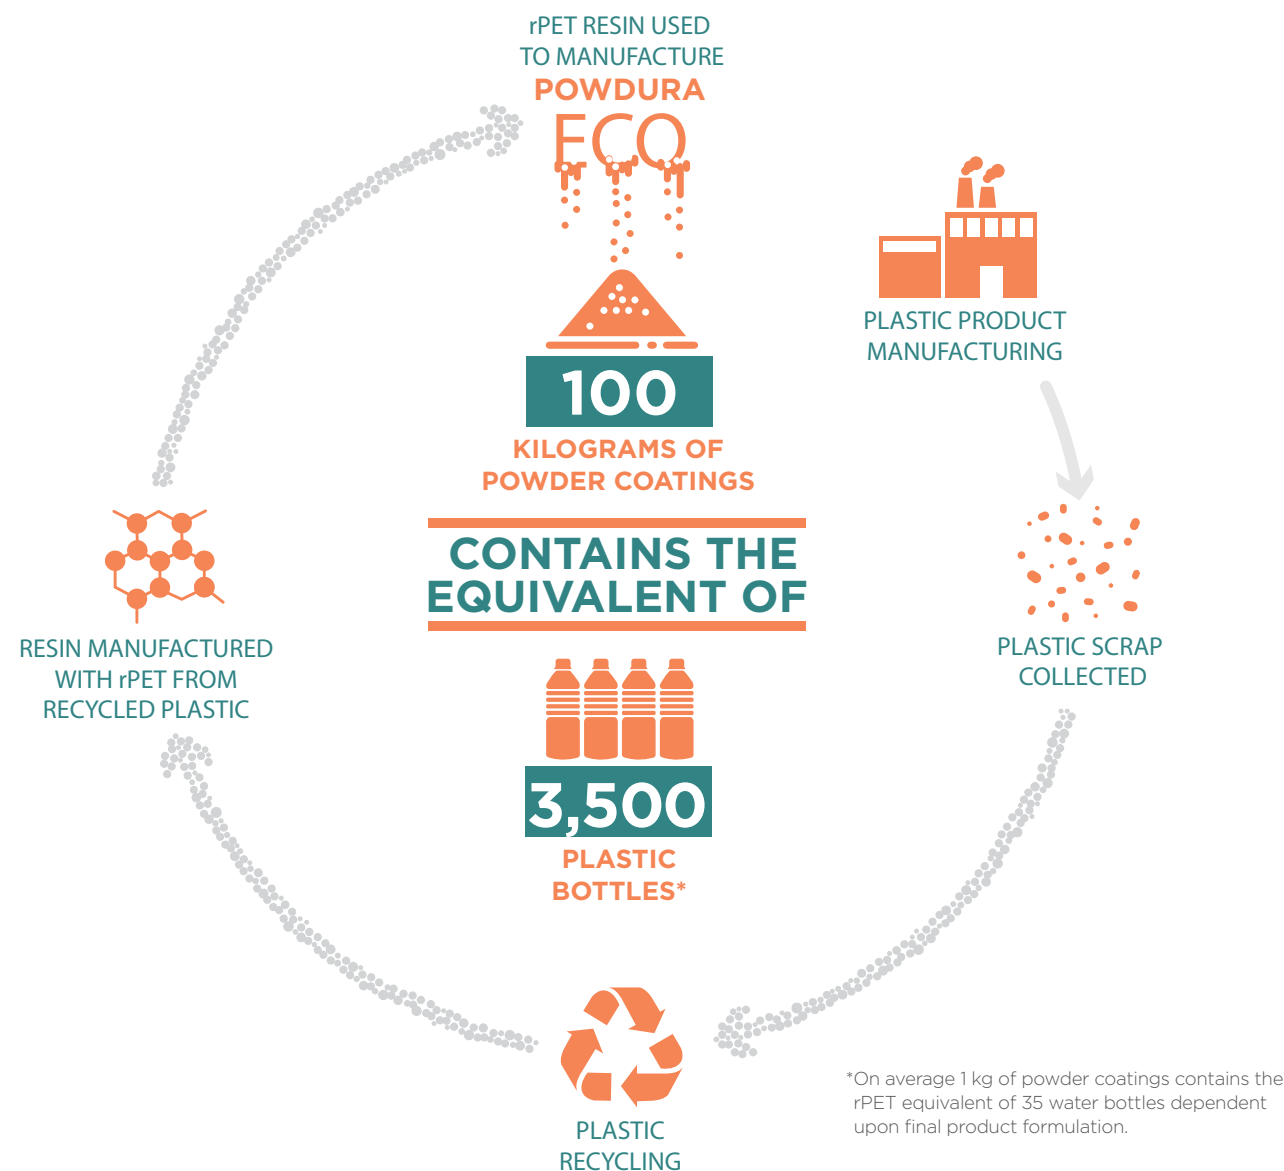 rPET RESIN USED
TO MANUFACTURE
POWDURA
ECO
100
KILOGRAMS OF
POWDER COATINGS
CONTAINS THE
EQUIVALENT OF
3,500
PLASTIC
BOTTLES*
PLASTIC PRODUCT
MANUFACTURING
PLASTIC SCRAP
COLLECTED
PLASTIC
RECYCLING
RESIN MANUFACTURED
WITH rPET FROM
RECYCLED PLASTIC
*On average 1 kg of powder coatings contains the
rPET equivalent of 35 water bottles dependent
upon final product formulation.